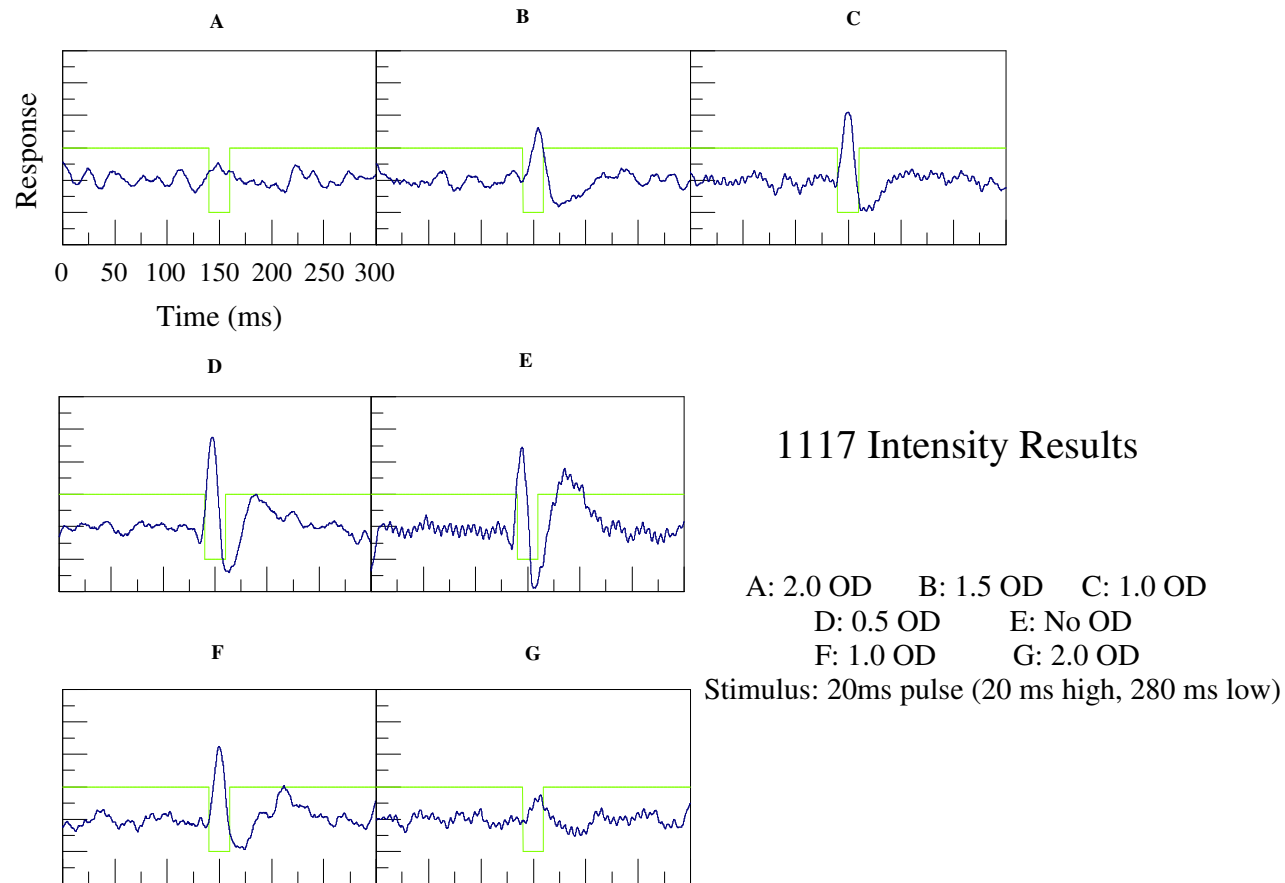 A B C
Response
0 50 100 150 200 250 300
Time (ms)
D E
1117 Intensity Results
A: 2.0 OD B: 1.5 OD C: 1.0 OD
D: 0.5 OD E: No OD
F: 1.0 OD G: 2.0 OD
Stimulus: 20ms pulse (20 ms high, 280 ms low)
F G